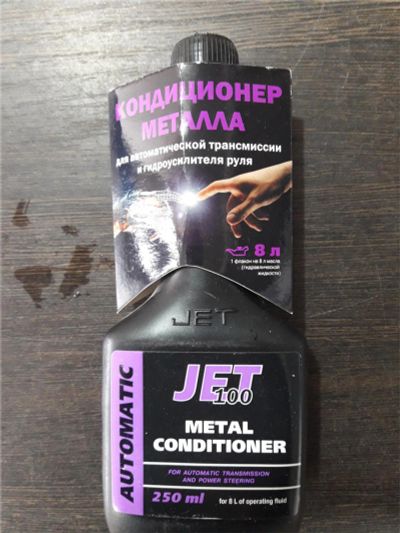 КОНДИЦИОНЕР
МЕТАЛЛА
для автоматической трансмиссии
и гидроусилителя руля
8 л
1 флакон на 8 л масла
(гидравлической
жидкости)
JET
AUTOMATIC
JET
100
METAL
CONDITIONER
FOR AUTOMATIC TRANSMISSION
AND POWER STEERING
250 ml
for 8 L of operating fluid